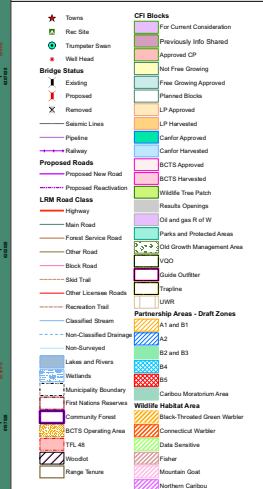 Towns
Rec Site
Trumpeter Swan
Well Head
Bridge Status
Existing
Proposed
Removed
Seismic Lines
Pipeline
Railway
Proposed Roads
Proposed New Road
Proposed Reactivation
LRM Road Class
Highway
Main Road
Forest Service Road
Other Road
Block Road
Skid Trail
Other Licensee Roads
Recreation Trail
Classified Stream
Non-Classified Drainage
Non-Surveyed
Lakes and Rivers
Wetlands
Municipality Boundary
First Nations Reserves
Community Forest
BCTS Operating Area
TFL 48
Woodlot
Range Tenure
CFI Blocks
For Current Consideration
Previously Info Shared
Approved CP
Not Free Growing
Free Growing Approved
Planned Blocks
LP Approved
LP Harvested
Canfor Approved
Canfor Harvested
BCTS Approved
BCTS Harvested
Wildlife Tree Patch
Results Openings
Oil and gas R of W
Parks and Protected Areas
Old Growth Management Area
VQO
Guide Outfitter
Trapline
UWR
Partnership Areas - Draft Zones
A1 and B1
A2
B2 and B3
B4
B5
Caribou Moratorium Area
Wildlife Habitat Area
Black-Throated Green Warbler
Connecticut Warbler
Data Sensitive
Fisher
Mountain Goat
Northern Caribou